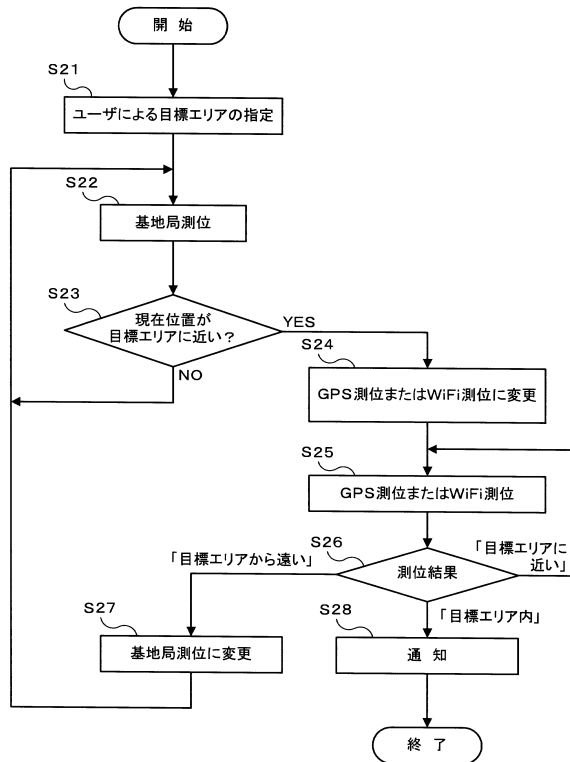 開 始
S21
ユーザによる目標エリアの指定
S22
基地局測位
S23
現在位置が
目標エリアに近い?
YES
NO
S24
GPS測位またはWiFi測位に変更
S25
GPS測位またはWiFi測位
S26
測位結果
「目標エリアから遠い」
「目標エリアに
近い」
「目標エリア内」
S27
基地局測位に変更
S28
通 知
終 了